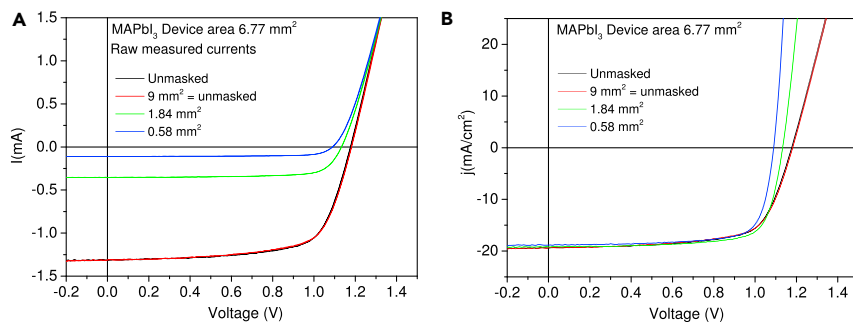 A
MAPbI₃ Device area 6.77 mm²
Raw measured currents
Unmasked
9 mm² = unmasked
1.84 mm²
0.58 mm²
1.5
1.0
0.5
0.0
-0.5
-1.0
-1.5
I(mA)
-0.2 0.0 0.2 0.4 0.6 0.8 1.0 1.2 1.4
Voltage (V)
B
MAPbI₃ Device area 6.77 mm²
Unmasked
9 mm² = unmasked
1.84 mm²
0.58 mm²
20
10
0
-10
-20
j(mA/cm²)
-0.2 0.0 0.2 0.4 0.6 0.8 1.0 1.2 1.4
Voltage (V)